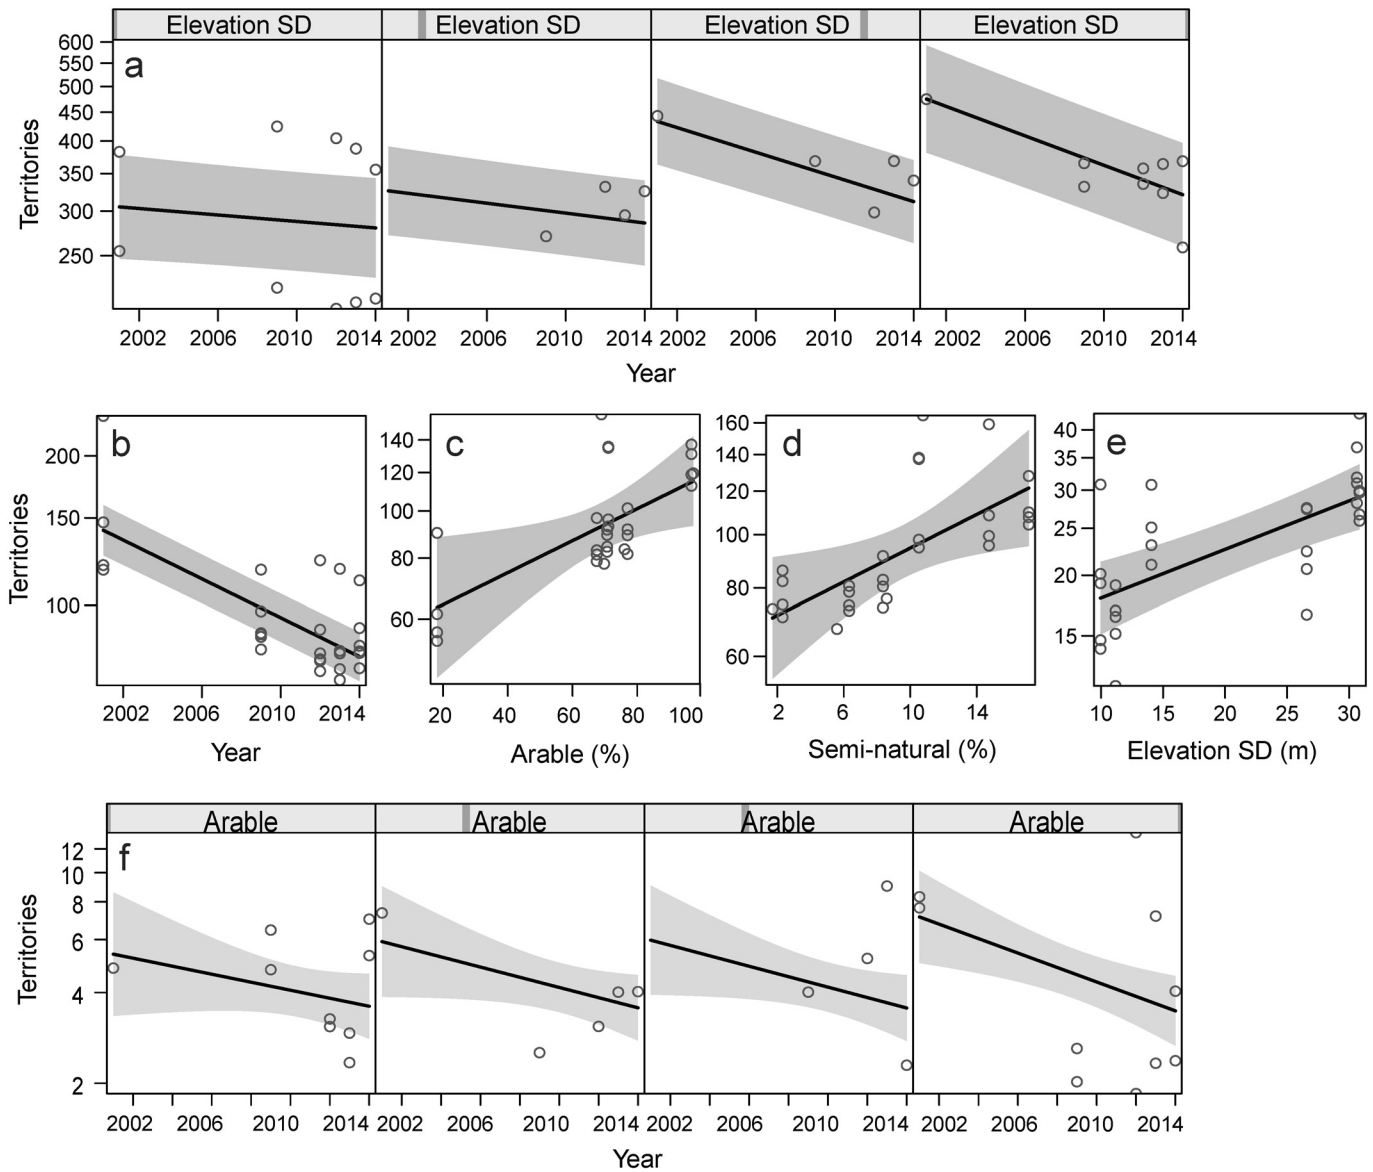 Elevation SD Elevation SD Elevation SD Elevation SD
a
600
550
500
450
400
350
300
250
Territories
2002 2006 2010 2014 2002 2006 2010 2014 2002 2006 2010 2014 2002 2006 2010 2014
Year
b
200
150
100
Territories
2002 2006 2010 2014
Year
c
140
120
100
80
60
20 40 60 80 100
Arable (%)
d
160
140
120
100
80
60
2 6 10 14
Semi-natural (%)
e
40
35
30
25
20
15
10 15 20 25 30
Elevation SD (m)
Arable Arable Arable Arable
f
12
10
8
6
4
2
Territories
2002 2006 2010 2014 2002 2006 2010 2014 2002 2006 2010 2014 2002 2006 2010 2014
Year